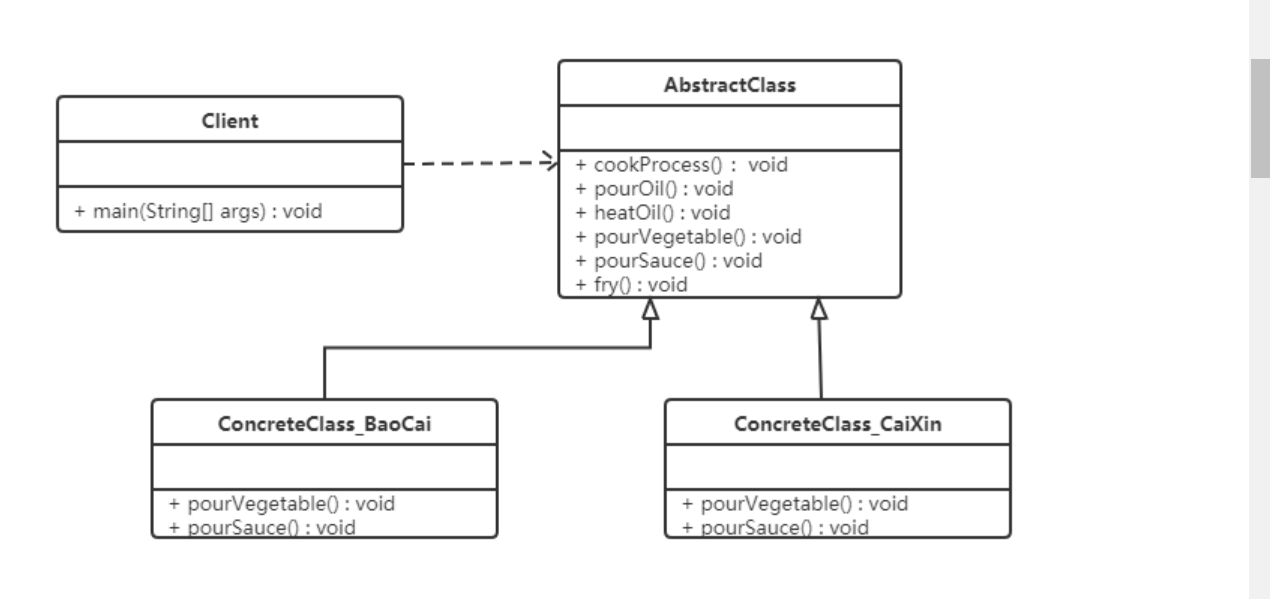 Client
+ main(String[] args) : void
AbstractClass
+ cookProcess() :  void
+ pourOil() : void
+ heatOil() : void
+ pourVegetable() : void
+ pourSauce() : void
+ fry() : void
ConcreteClass_BaoCai
+ pourVegetable() : void
+ pourSauce() : void
ConcreteClass_CaiXin
+ pourVegetable() : void
+ pourSauce() : void